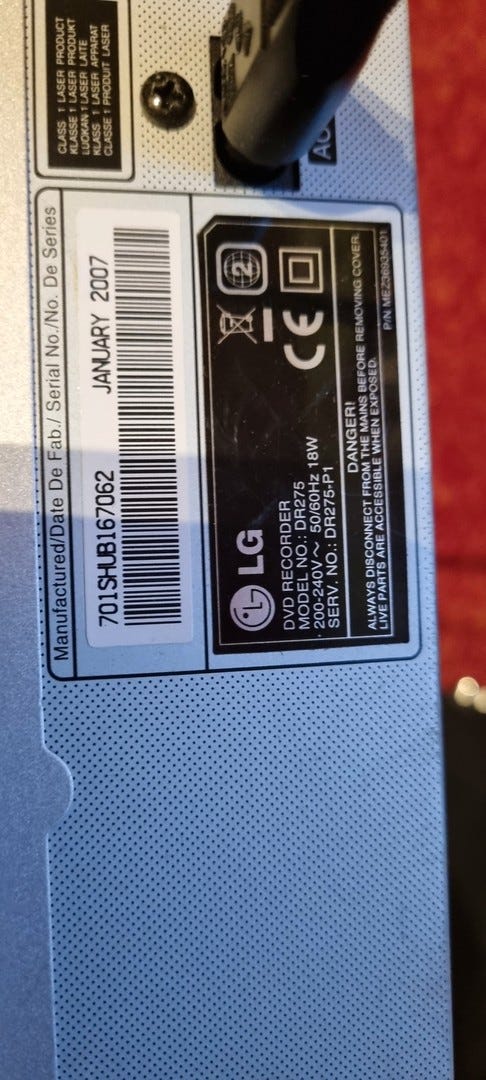 CLASS 1 LASER PRODUCT
KLASSE 1 LASER PRODUKT
LUOKAN 1 LASER LAITE
KLASS 1 LASER APPARAT
CLASSE 1 PRODUIT LASER
AC
Manufactured/Date De Fab./ Serial No./No. De Series
701SHUB167062 JANUARY 2007
LG
DVD RECORDER
MODEL NO.: DR275
200-240V~ 50/60Hz 18W
SERV. NO.: DR275-P1
2
CE
DANGER!
ALWAYS DISCONNECT FROM THE MAINS BEFORE REMOVING COVER.
LIVE PARTS ARE ACCESSIBLE WHEN EXPOSED.
P/N MEZ36935401